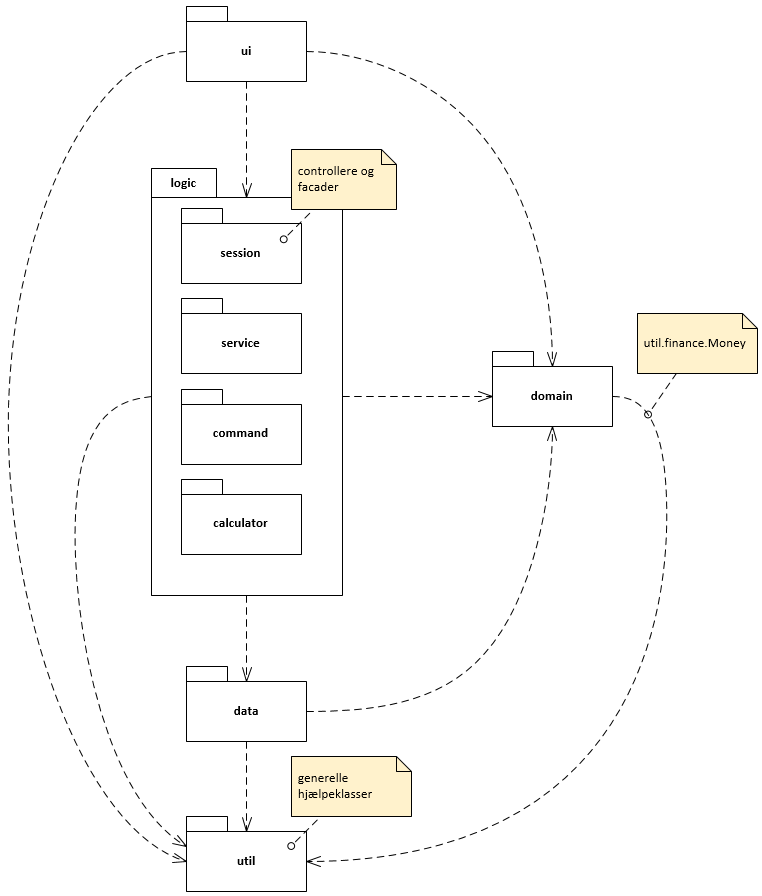 ui
controllere og
facader
logic
session
service
util.finance.Money
domain
command
calculator
data
generelle
hjælpeklasser
util